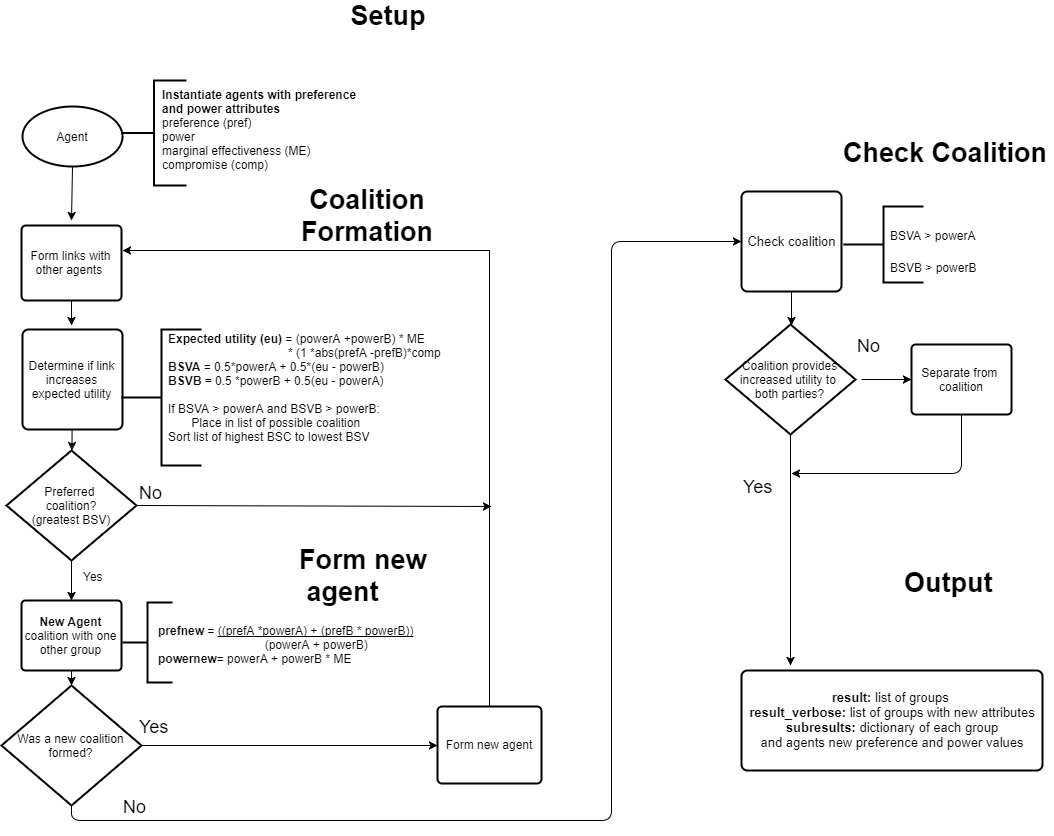 Setup
Agent
Instantiate agents with preference
and power attributes
preference (pref)
power
marginal effectiveness (ME)
compromise (comp)
Coalition
Formation
Form links with
other agents
Determine if link
increases
expected utility
Expected utility (eu) = (powerA +powerB) * ME
* (1 *abs(prefA -prefB)*comp
BSVA = 0.5*powerA + 0.5*(eu - powerB)
BSVB = 0.5 *powerB + 0.5(eu - powerA)
If BSVA > powerA and BSVB > powerB:
Place in list of possible coalition
Sort list of highest BSC to lowest BSV
Preferred
coalition?
(greatest BSV)
No
Yes
Form new
agent
New Agent
coalition with one
other group
prefnew = ((prefA *powerA) + (prefB * powerB))
(powerA + powerB)
powernew= powerA + powerB * ME
Was a new coalition
formed?
Yes
Form new agent
No
Check Coalition
Check coalition
BSVA > powerA
BSVB > powerB
Coalition provides
increased utility to
both parties?
No
Separate from
coalition
Yes
Output
result: list of groups
result_verbose: list of groups with new attributes
subresults: dictionary of each group
and agents new preference and power values